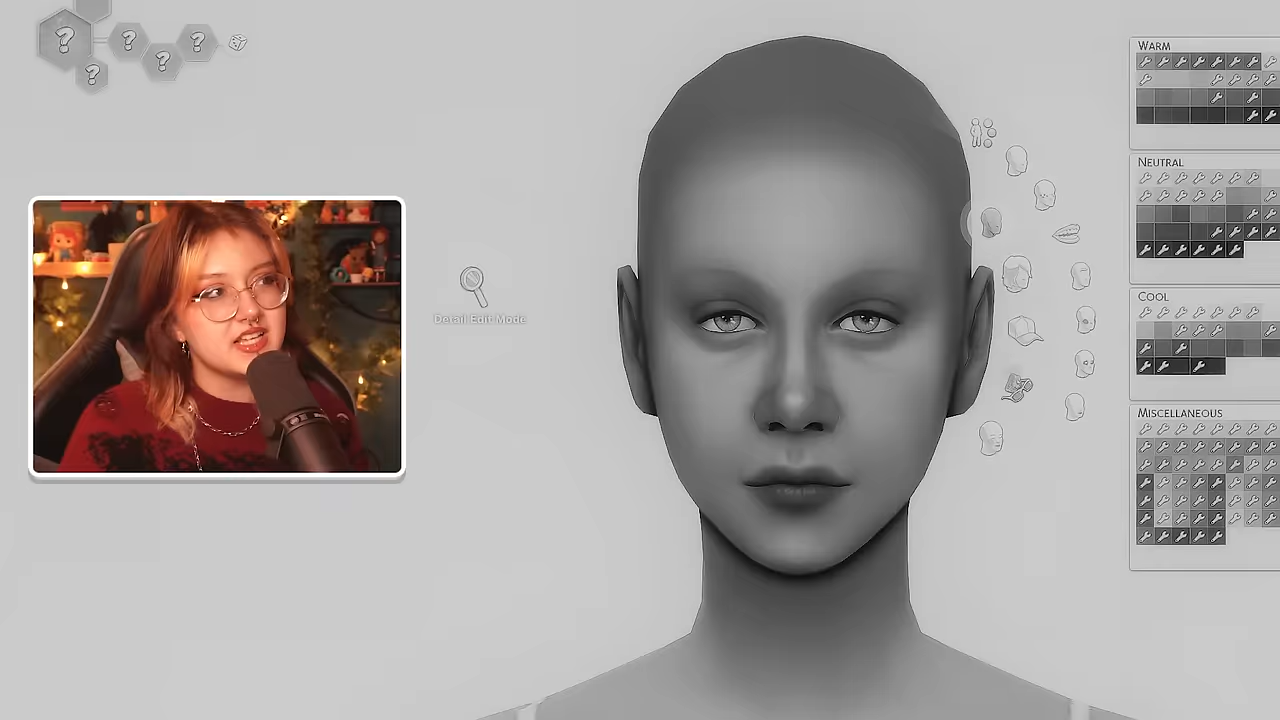 ?
?
?
?
?
Detail Edit Mode
WARM
NEUTRAL
COOL
MISCELLANEOUS